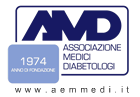 AMD
1974
ANNO DI FONDAZIONE
ASSOCIAZIONE
MEDICI
DIABETOLOGI
www.aemmedi.it